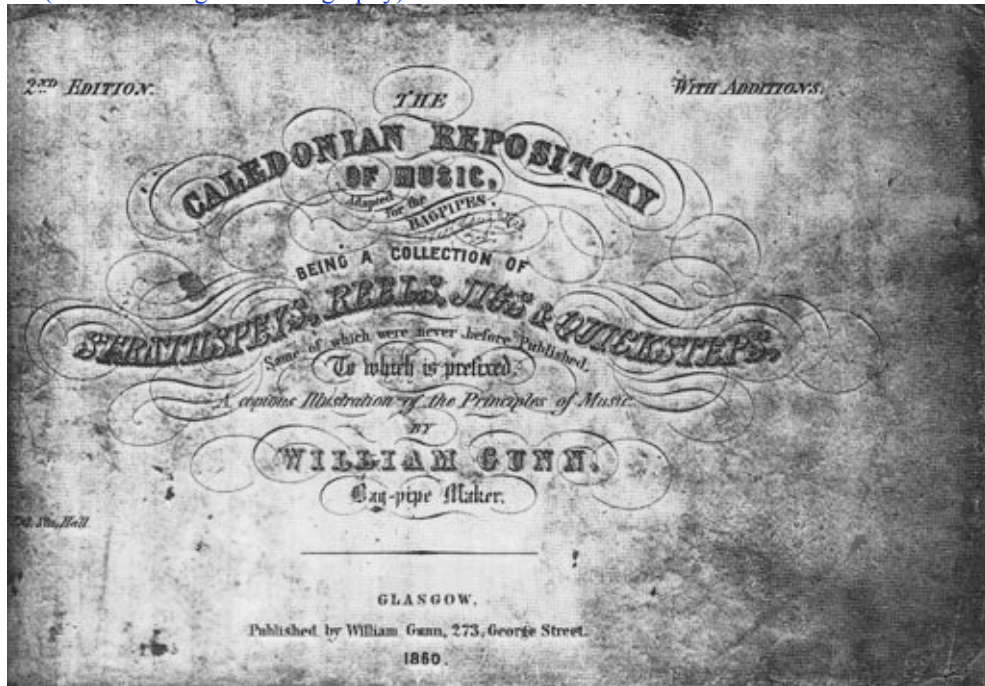 2ND EDITION.
WITH ADDITIONS.
THE
CALEDONIAN REPOSITORY
OF MUSIC,
Adapted for the
BAGPIPES.
BEING A COLLECTION OF
STRATHSPEYS, REELS, JIGS & QUICKSTEPS,
Some of which were never before Published,
To which is prefixed
A copious Illustration of the Principles of Music
BY
WILLIAM GUNN.
Bag-pipe Maker.
Hall
GLASGOW.
Published by William Gunn, 273, George Street.
1860.